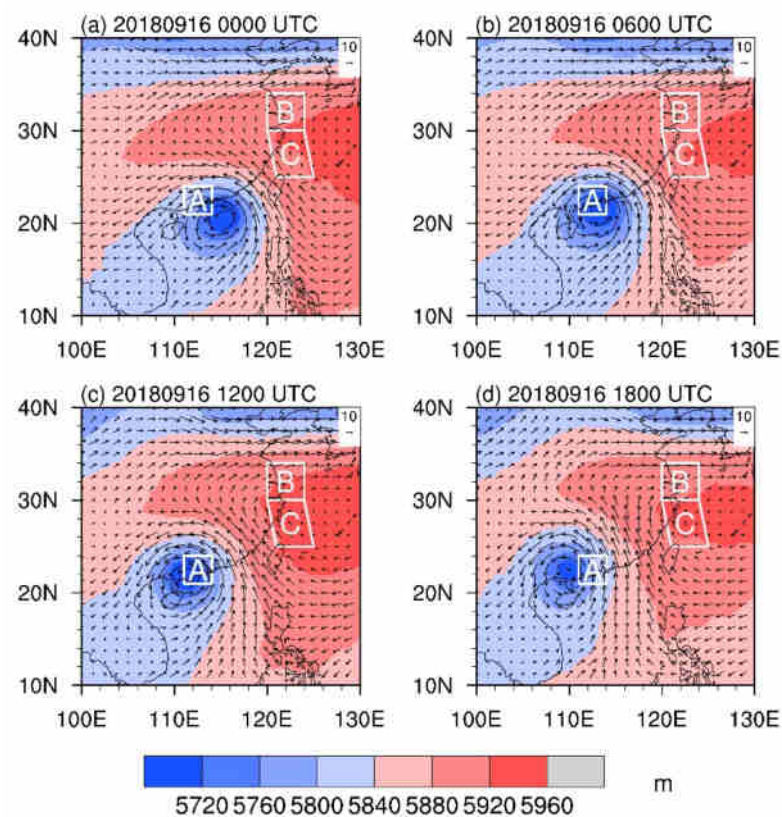 (a) 20180916 0000 UTC
(b) 20180916 0600 UTC
40N
10
40N
10
B
B
30N
30N
C
C
A
A
20N
20N
10N
10N
100E 110E 120E 130E
100E 110E 120E 130E
(c) 20180916 1200 UTC
(d) 20180916 1800 UTC
40N
10
40N
10
B
B
30N
30N
C
C
A
A
20N
20N
10N
10N
100E 110E 120E 130E
100E 110E 120E 130E
m
5720 5760 5800 5840 5880 5920 5960